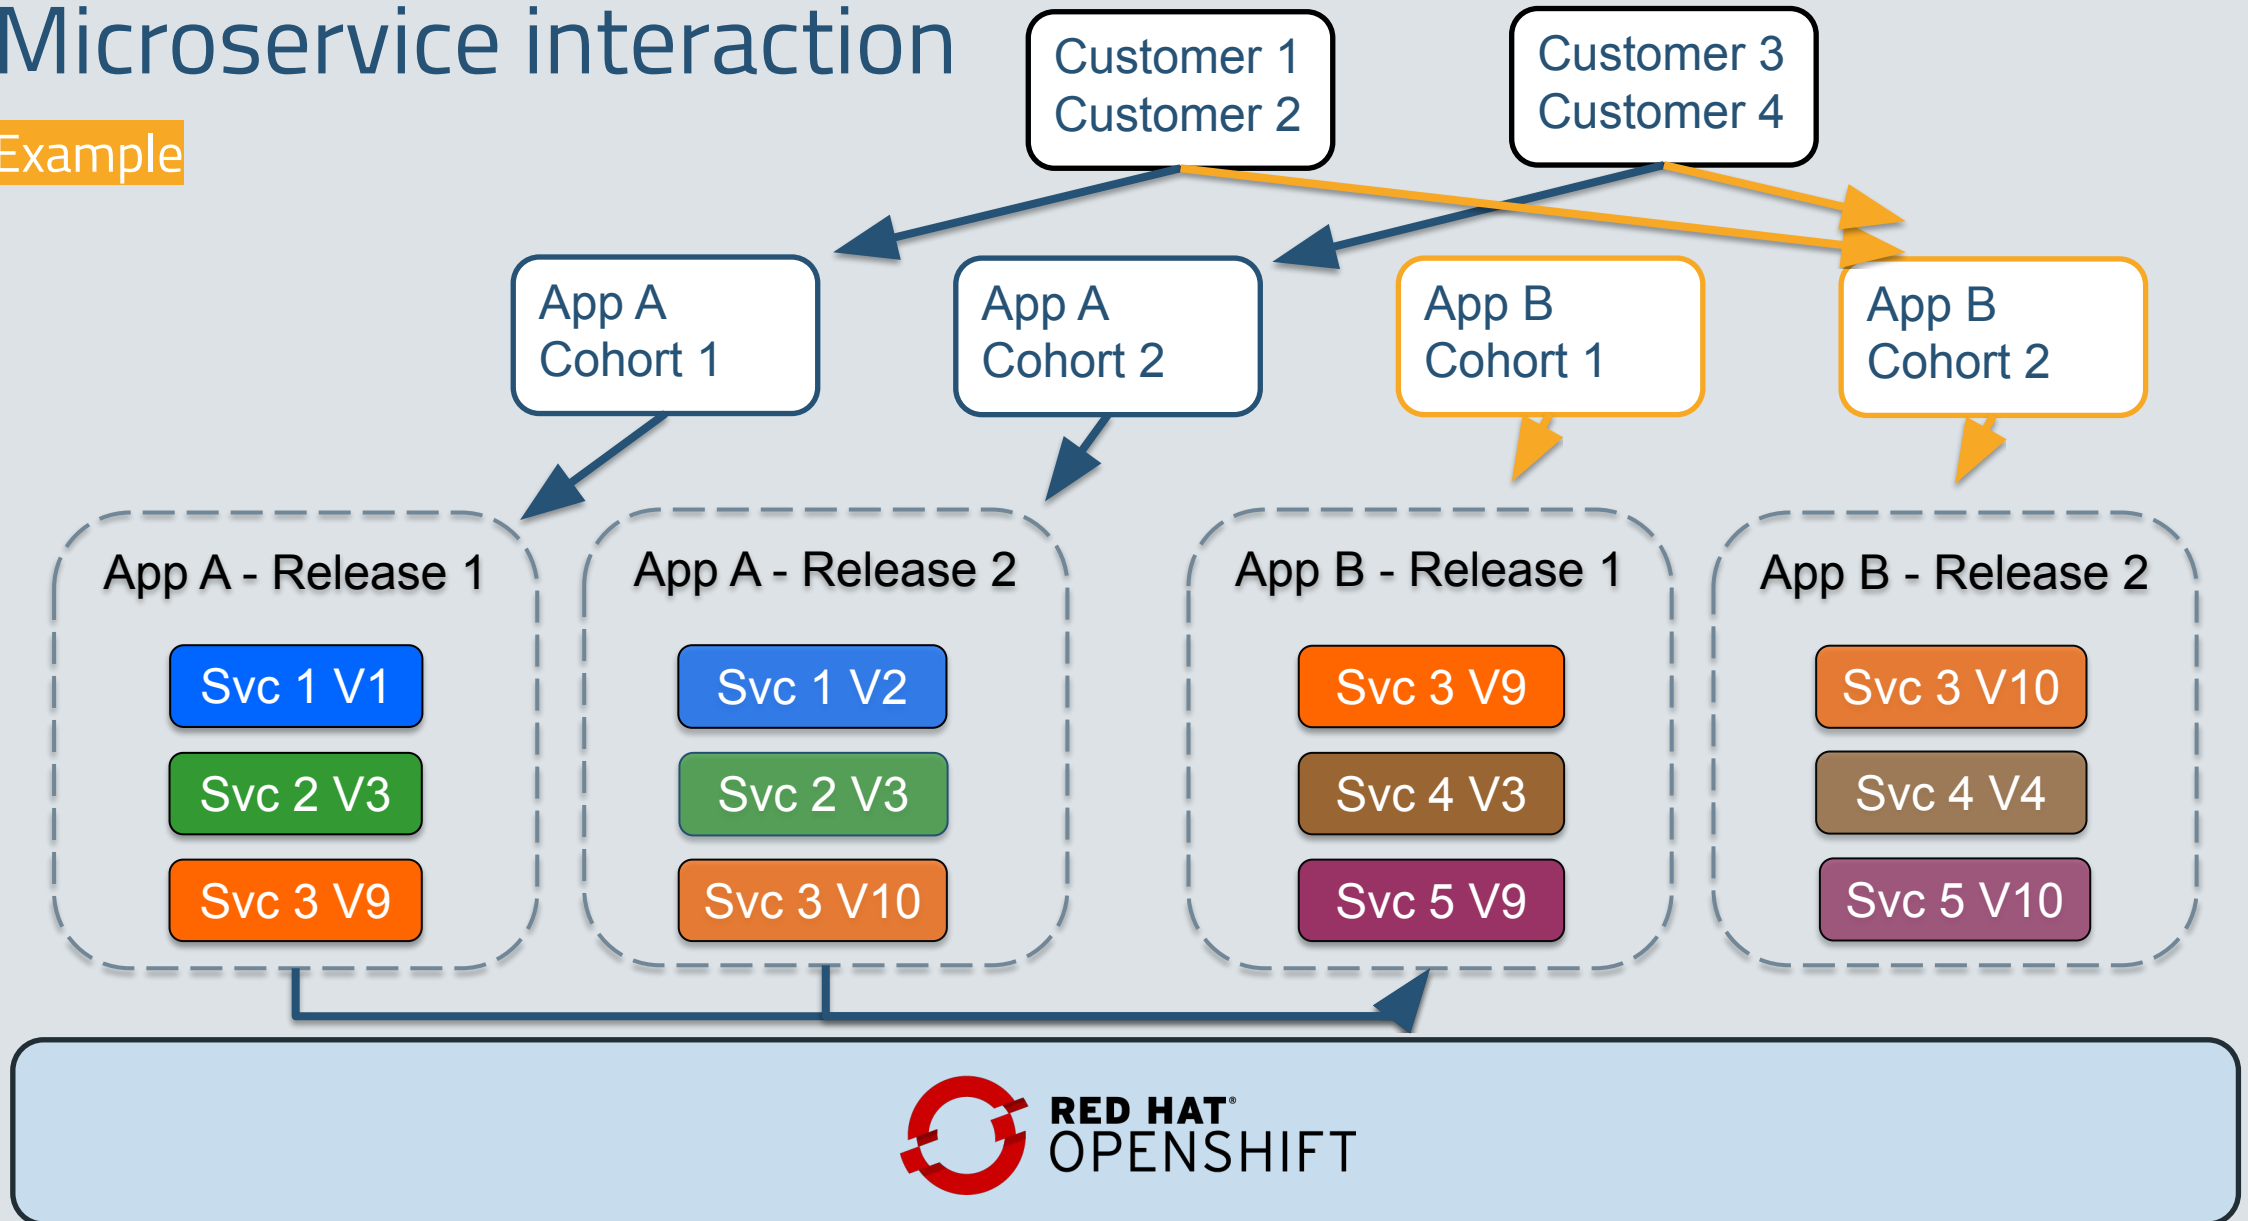 Microservice interaction
Example
Customer 1
Customer 2
Customer 3
Customer 4
App A
Cohort 1
App A
Cohort 2
App B
Cohort 1
App B
Cohort 2
App A - Release 1
Svc 1 V1
Svc 2 V3
Svc 3 V9
App A - Release 2
Svc 1 V2
Svc 2 V3
Svc 3 V10
App B - Release 1
Svc 3 V9
Svc 4 V3
Svc 5 V9
App B - Release 2
Svc 3 V10
Svc 4 V4
Svc 5 V10
RED HAT®
OPENSHIFT